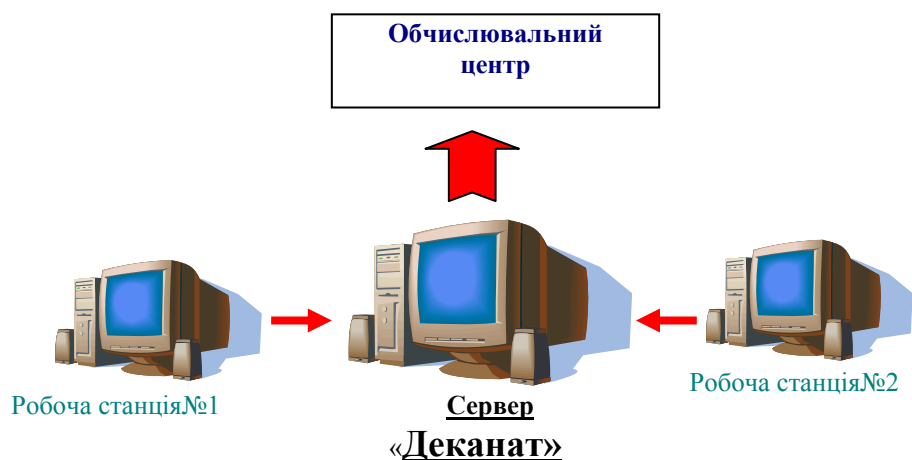 Обчислювальний
центр
Робоча станція№1
Робоча станція№2
Сервер
«Деканат»